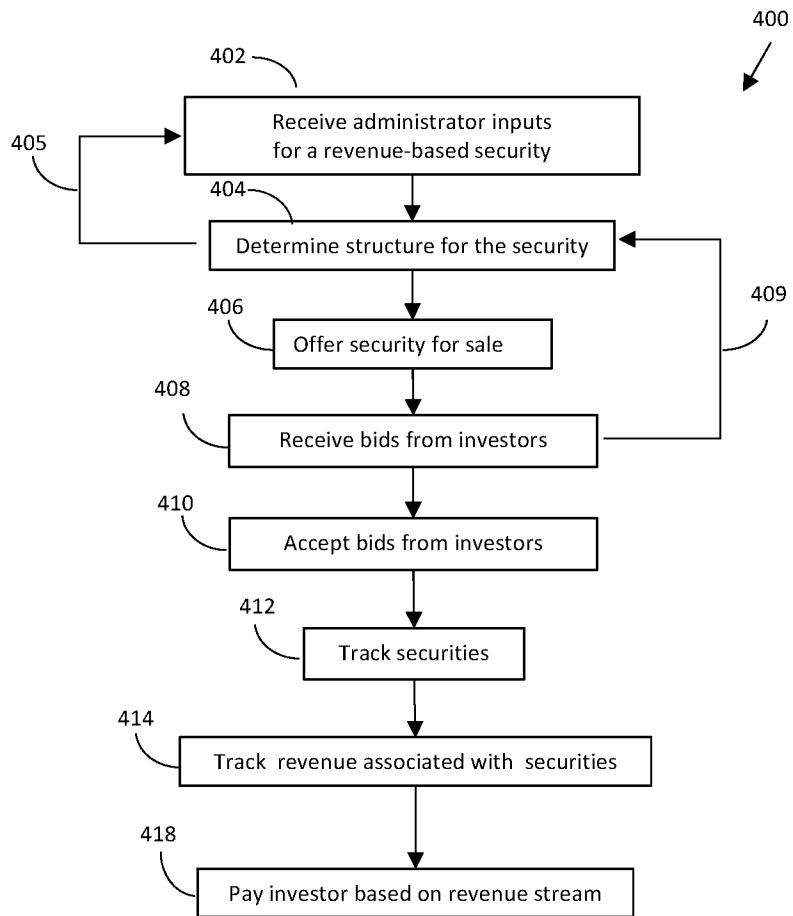 400
402
Receive administrator inputs
for a revenue-based security
405
404
Determine structure for the security
409
406
Offer security for sale
408
Receive bids from investors
410
Accept bids from investors
412
Track securities
414
Track revenue associated with securities
418
Pay investor based on revenue stream